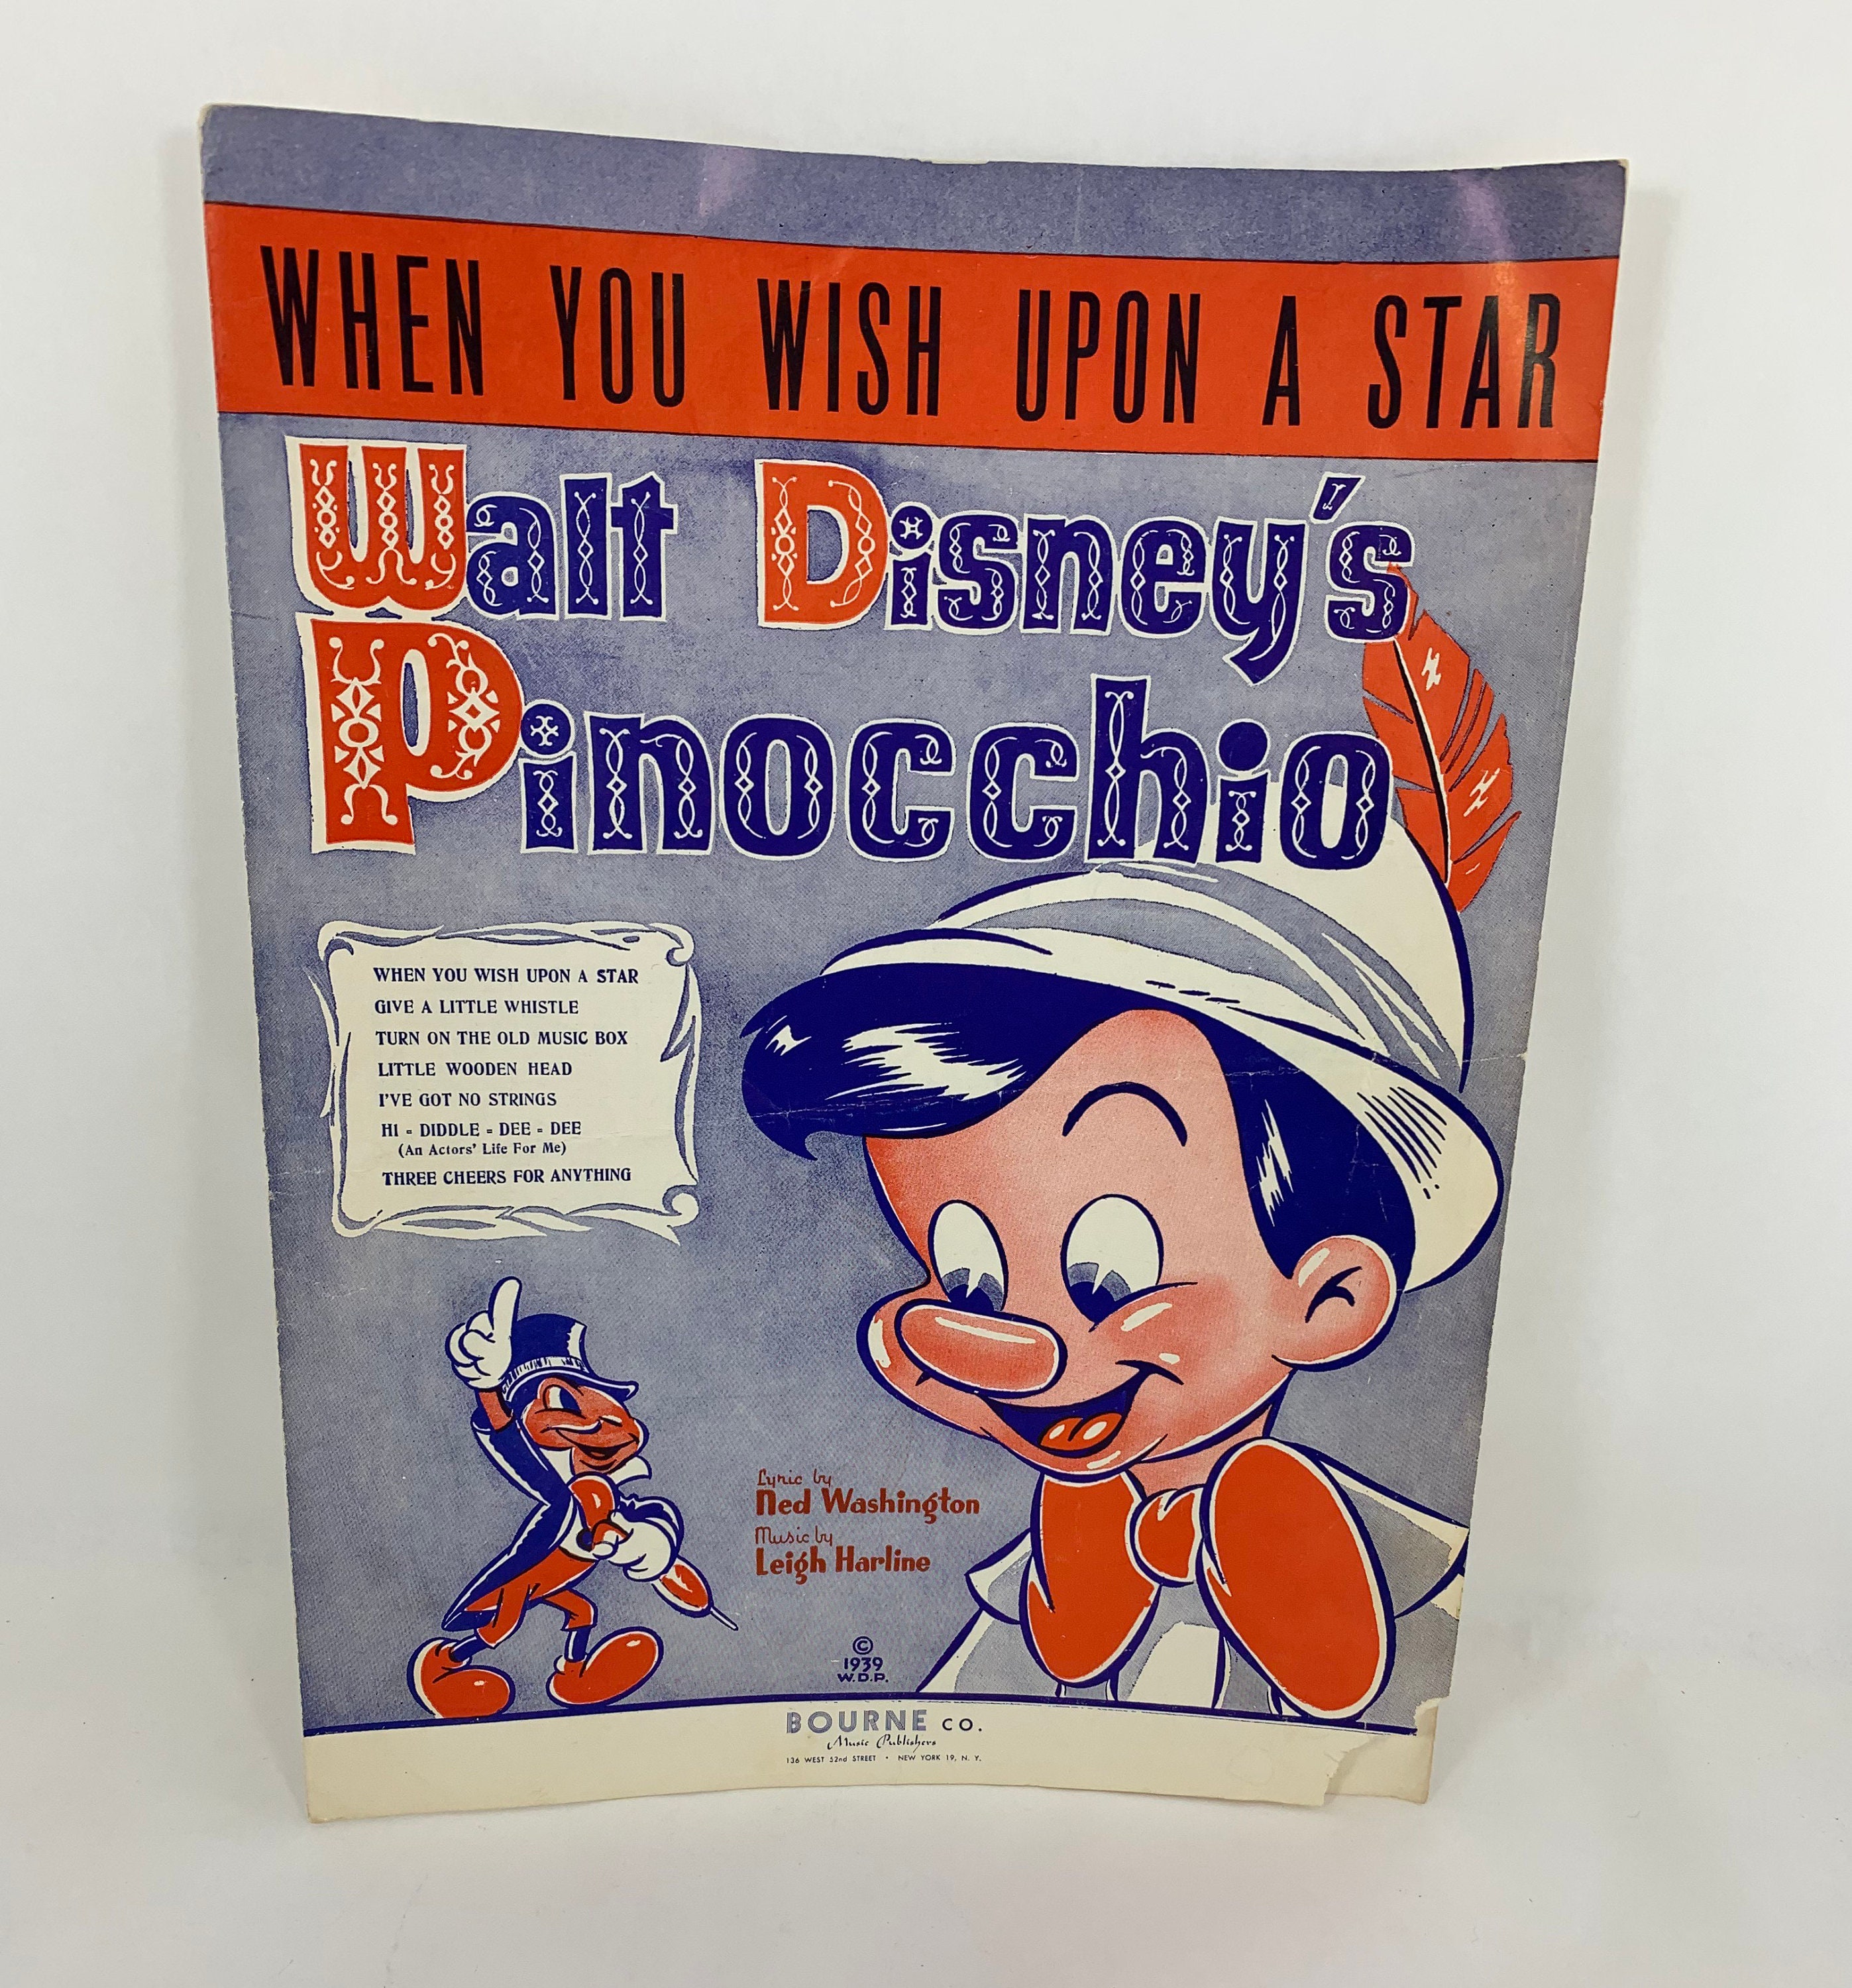 WHEN YOU WISH UPON A STAR
Walt Disney's
Pinocchio
WHEN YOU WISH UPON A STAR
GIVE A LITTLE WHISTLE
TURN ON THE OLD MUSIC BOX
LITTLE WOODEN HEAD
I'VE GOT NO STRINGS
HI - DIDDLE - DEE - DEE
(An Actors' Life For Me)
THREE CHEERS FOR ANYTHING
Lyric by
Ned Washington
Music by
Leigh Harline
©
1939
W.D.P.
BOURNE CO.
Music Publishers
136 WEST 52nd STREET • NEW YORK 19, N. Y.